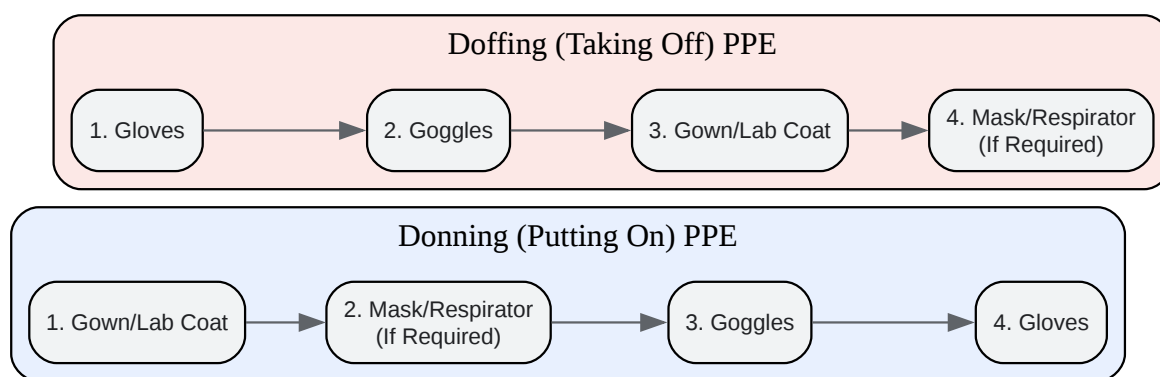 Doffing (Taking Off) PPE
1. Gloves
2. Goggles
3. Gown/Lab Coat
4. Mask/Respirator
(If Required)
Donning (Putting On) PPE
1. Gown/Lab Coat
2. Mask/Respirator
(If Required)
3. Goggles
4. Gloves